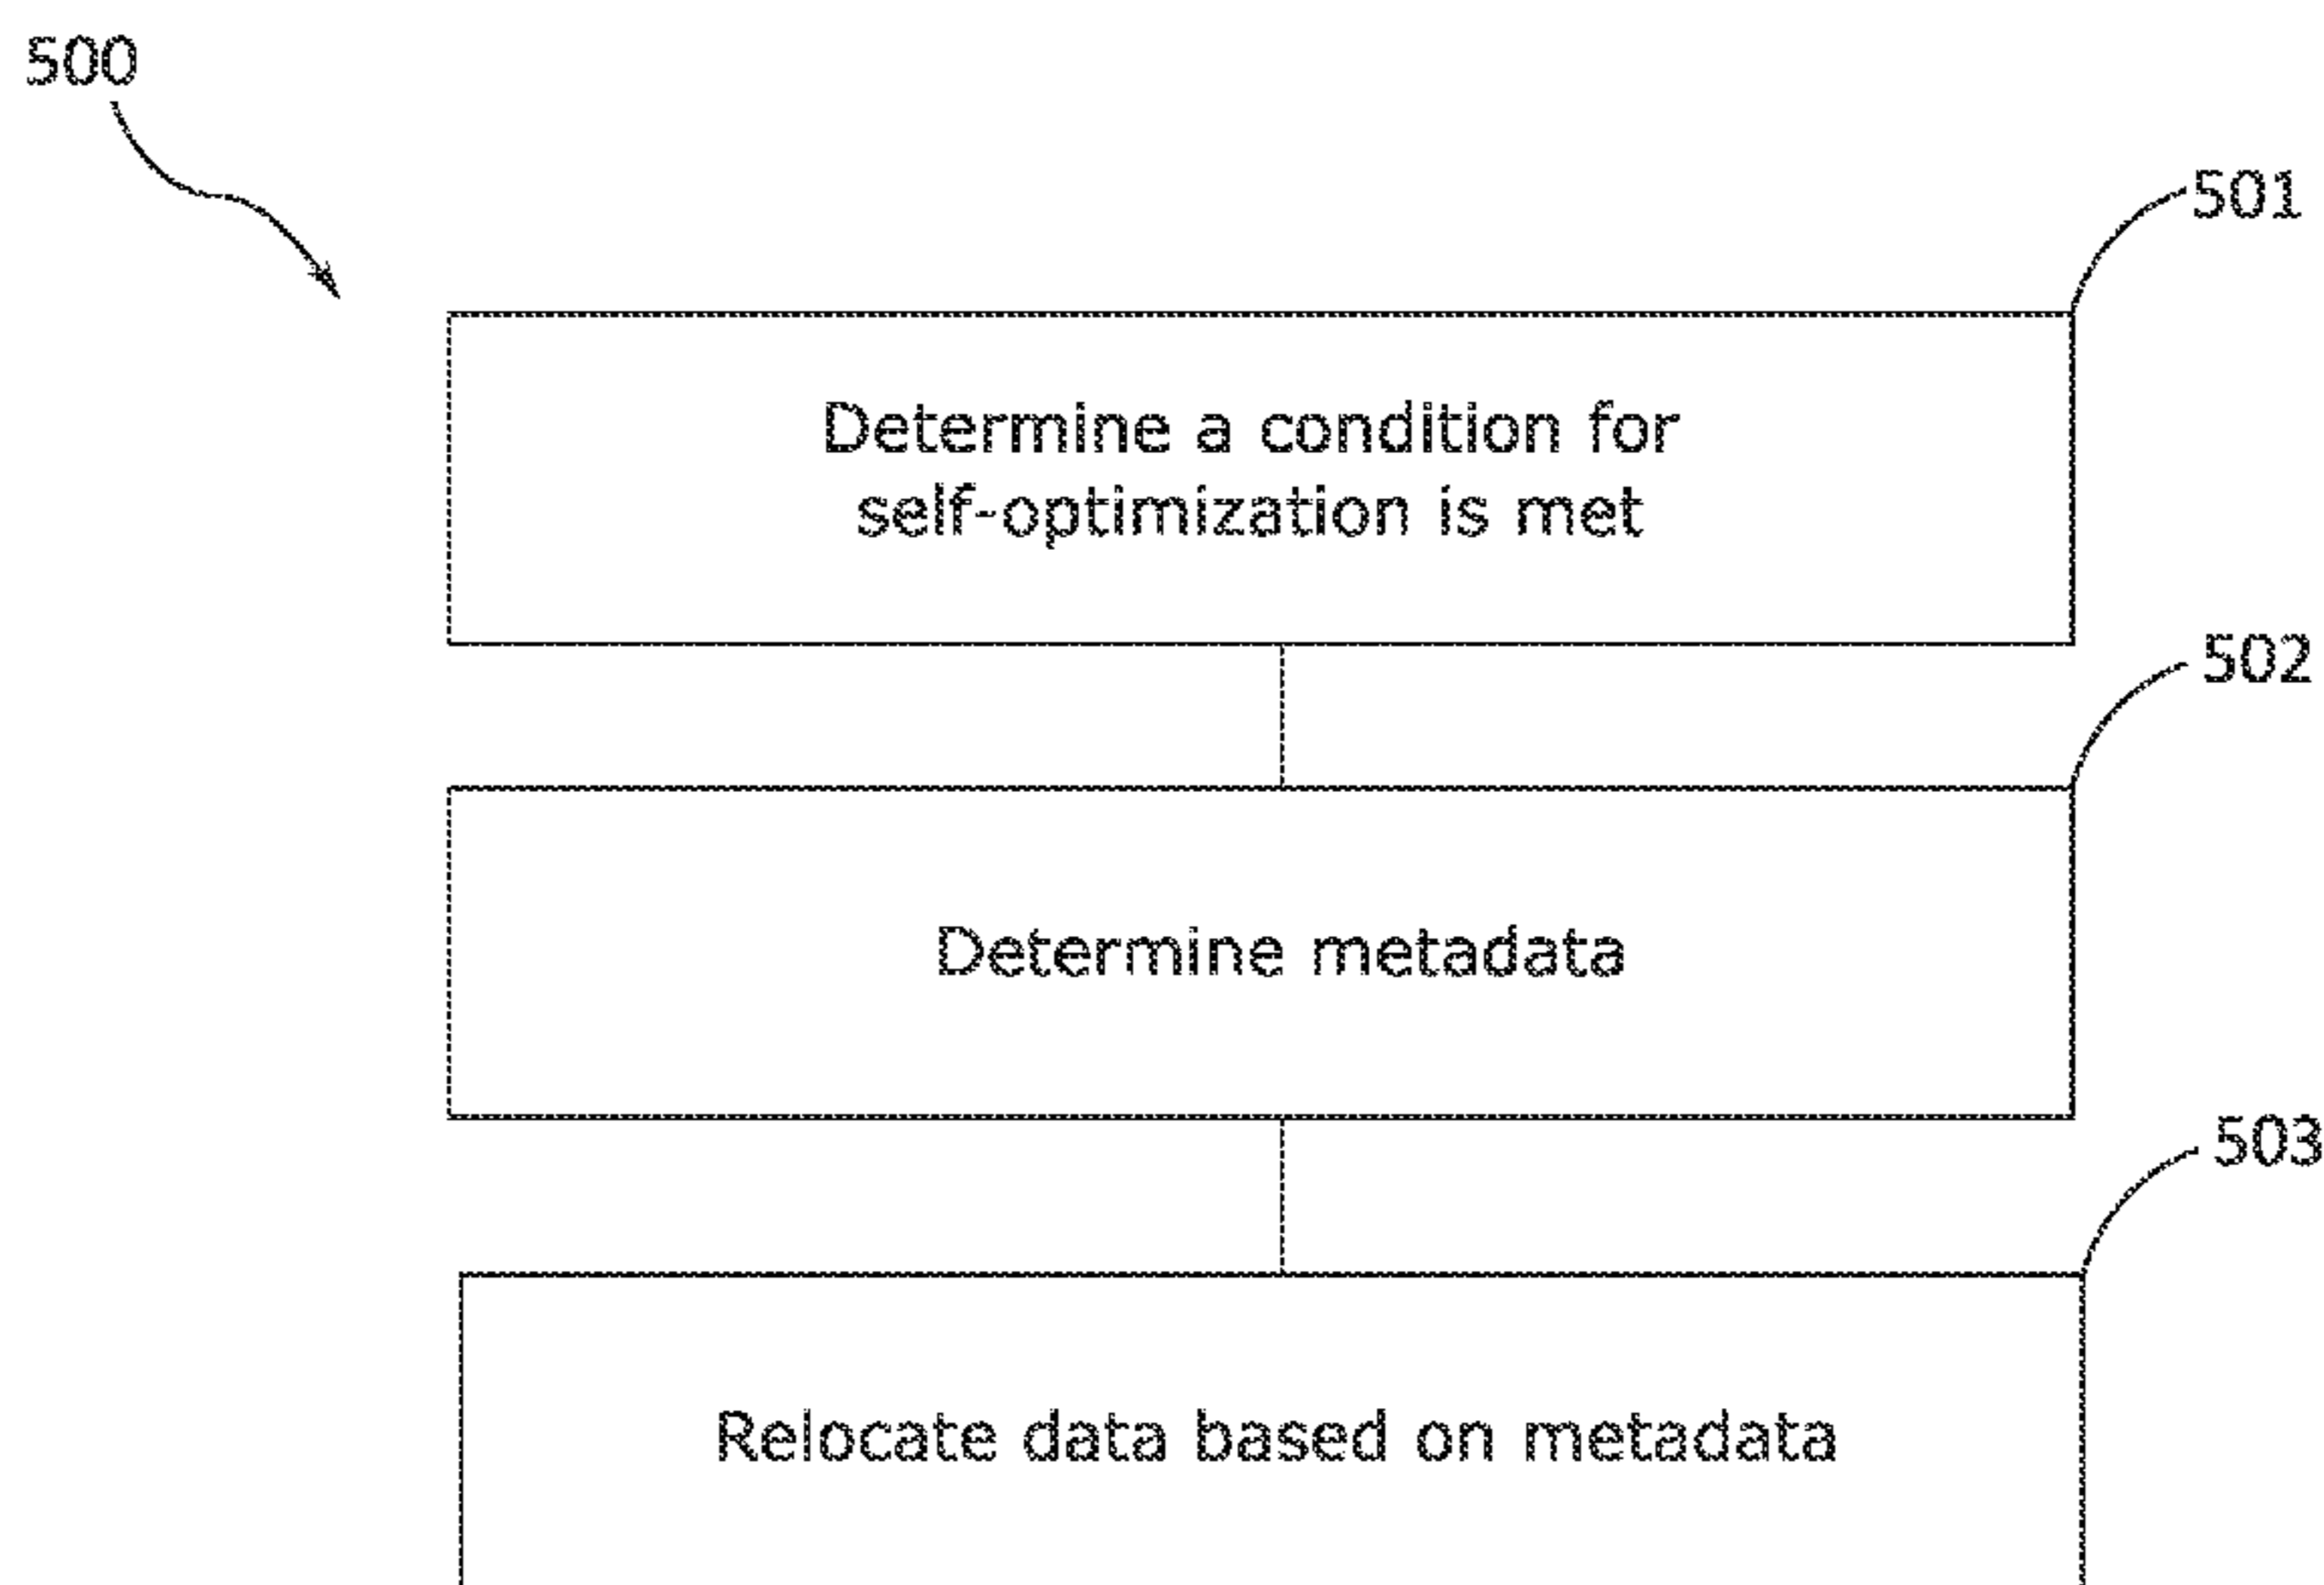 500
501
Determine a condition for
self-optimization is met
502
Determine metadata
503
Relocate data based on metadata